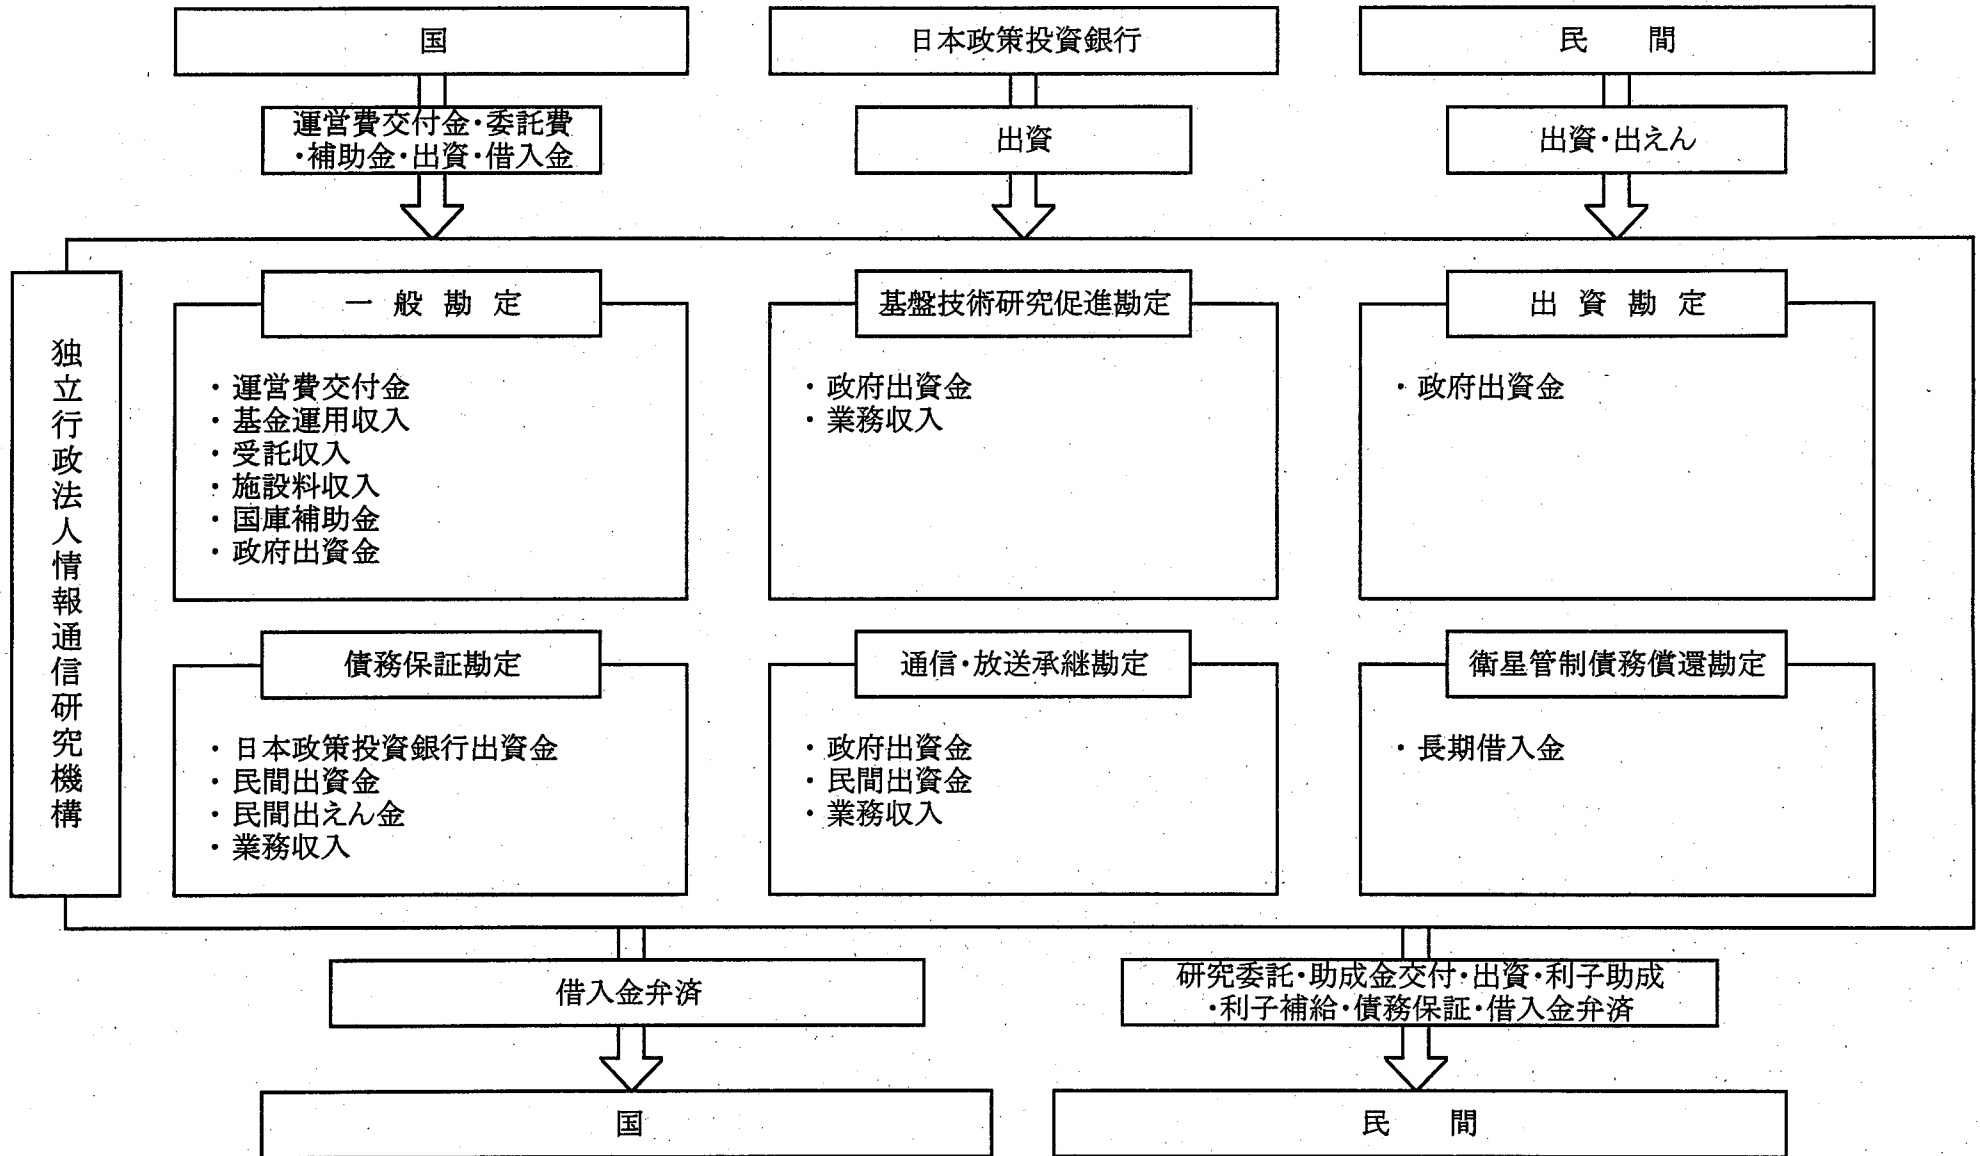 国
日本政策投資銀行
民　間
運営費交付金・委託費
・補助金・出資・借入金
出資
出資・出えん
独立行政法人情報通信研究機構
一般勘定
・運営費交付金
・基金運用収入
・受託収入
・施設料収入
・国庫補助金
・政府出資金
基盤技術研究促進勘定
・政府出資金
・業務収入
出資勘定
・政府出資金
債務保証勘定
・日本政策投資銀行出資金
・民間出資金
・民間出えん金
・業務収入
通信・放送承継勘定
・政府出資金
・民間出資金
・業務収入
衛星管制債務償還勘定
・長期借入金
借入金弁済
研究委託・助成金交付・出資・利子助成
・利子補給・債務保証・借入金弁済
国
民　間